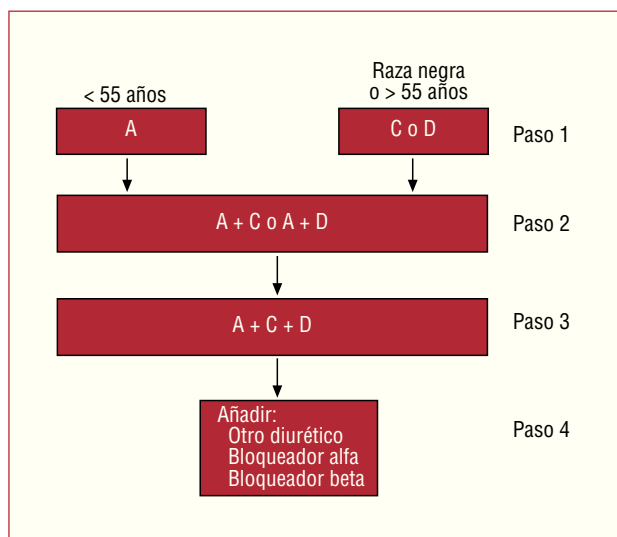 < 55 años
Raza negra
o > 55 años
A
C o D
Paso 1
A + C o A + D
Paso 2
A + C + D
Paso 3
Añadir:
Otro diurético
Bloqueador alfa
Bloqueador beta
Paso 4